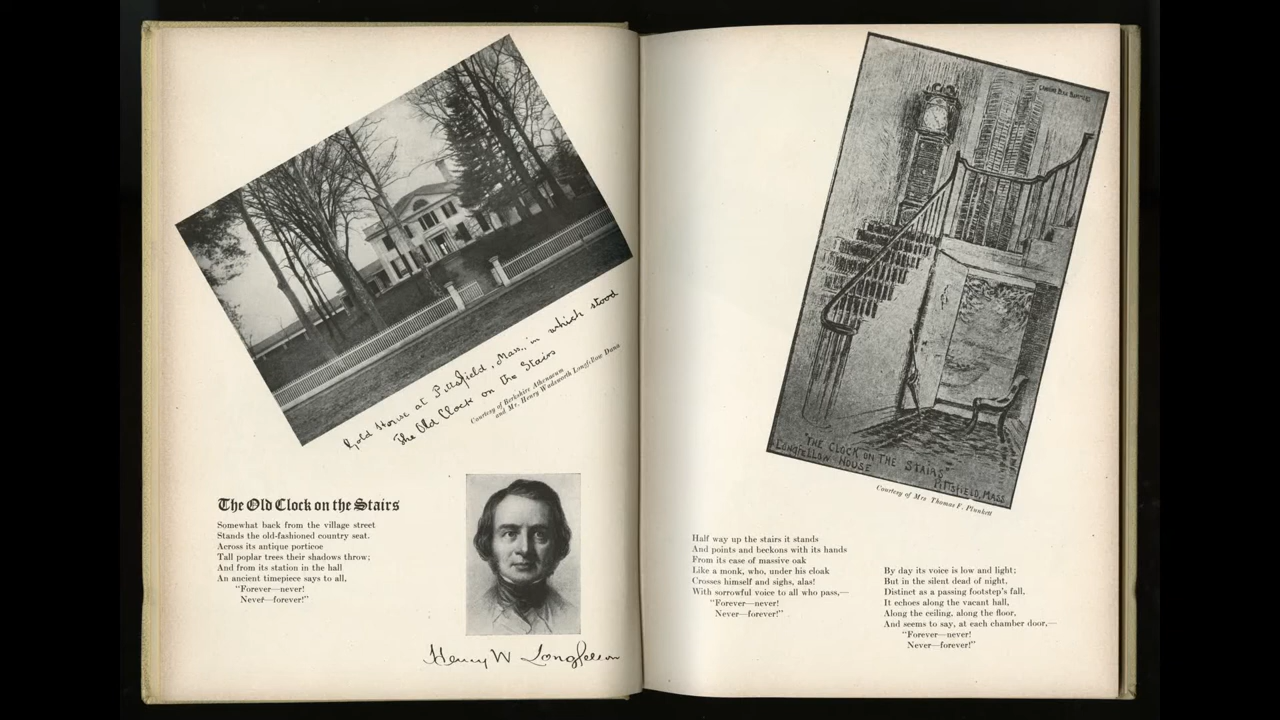 Gold House at Pittsfield, Mass., in which stood
The Old Clock on the Stairs
Courtesy of Berkshire Athenaeum
and Mr. Henry Wadsworth Longfellow Dana
The Old Clock on the Stairs
Somewhat back from the village street
Stands the old-fashioned country seat.
Across its antique porticoe
Tall poplar trees their shadows throw;
And from its station in the hall
An ancient timepiece says to all,
"Forever—never!
Never—forever!"
Henry W Longfellow
"THE CLOCK ON THE STAIRS"
LONGFELLOW HOUSE
PITTSFIELD, MASS.
Courtesy of Mrs Thomas F. Plunkett
Half way up the stairs it stands
And points and beckons with its hands
From its case of massive oak
Like a monk, who, under his cloak
Crosses himself and sighs, alas!
With sorrowful voice to all who pass,—
"Forever—never!
Never—forever!"
By day its voice is low and light;
But in the silent dead of night,
Distinct as a passing footstep's fall,
It echoes along the vacant hall,
Along the ceiling, along the floor,
And seems to say, at each chamber door,—
"Forever—never!
Never—forever!"